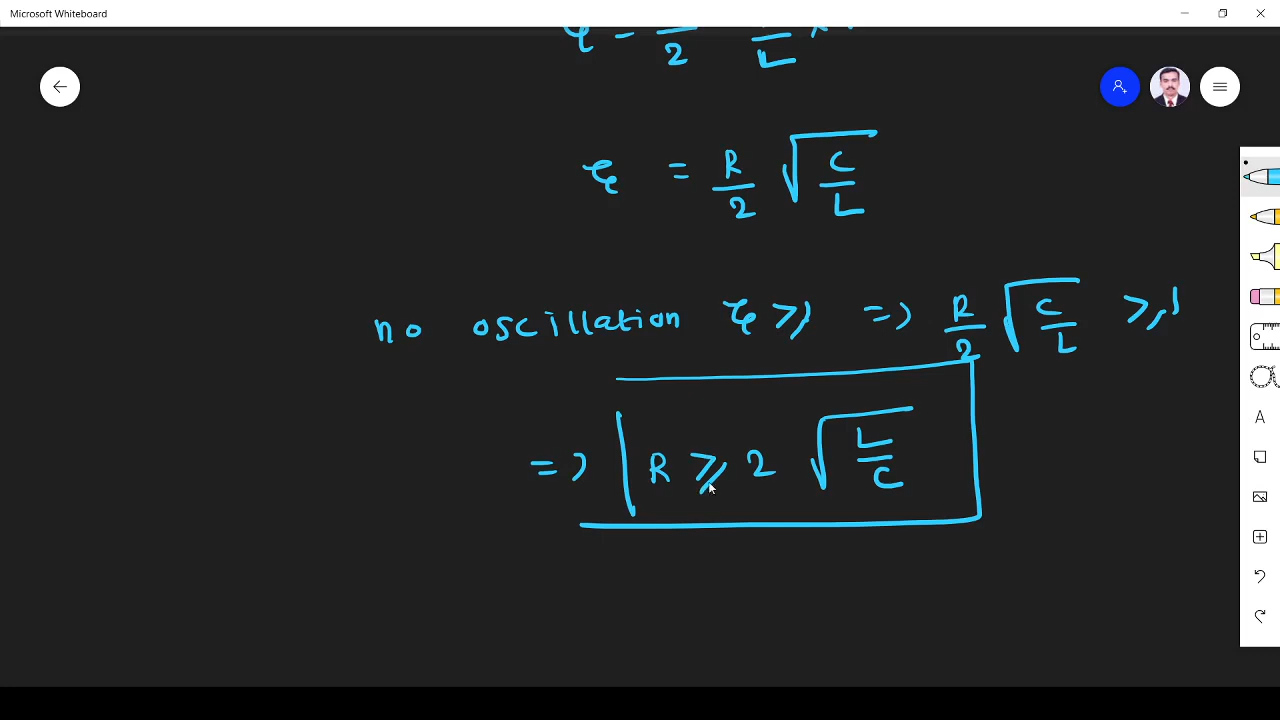 Microsoft Whiteboard
ξ = R/2 √(C/L)
no oscillation ξ ≥ 1 => R/2 √(C/L) ≥ 1
=> R ≥ 2 √(L/C)
A